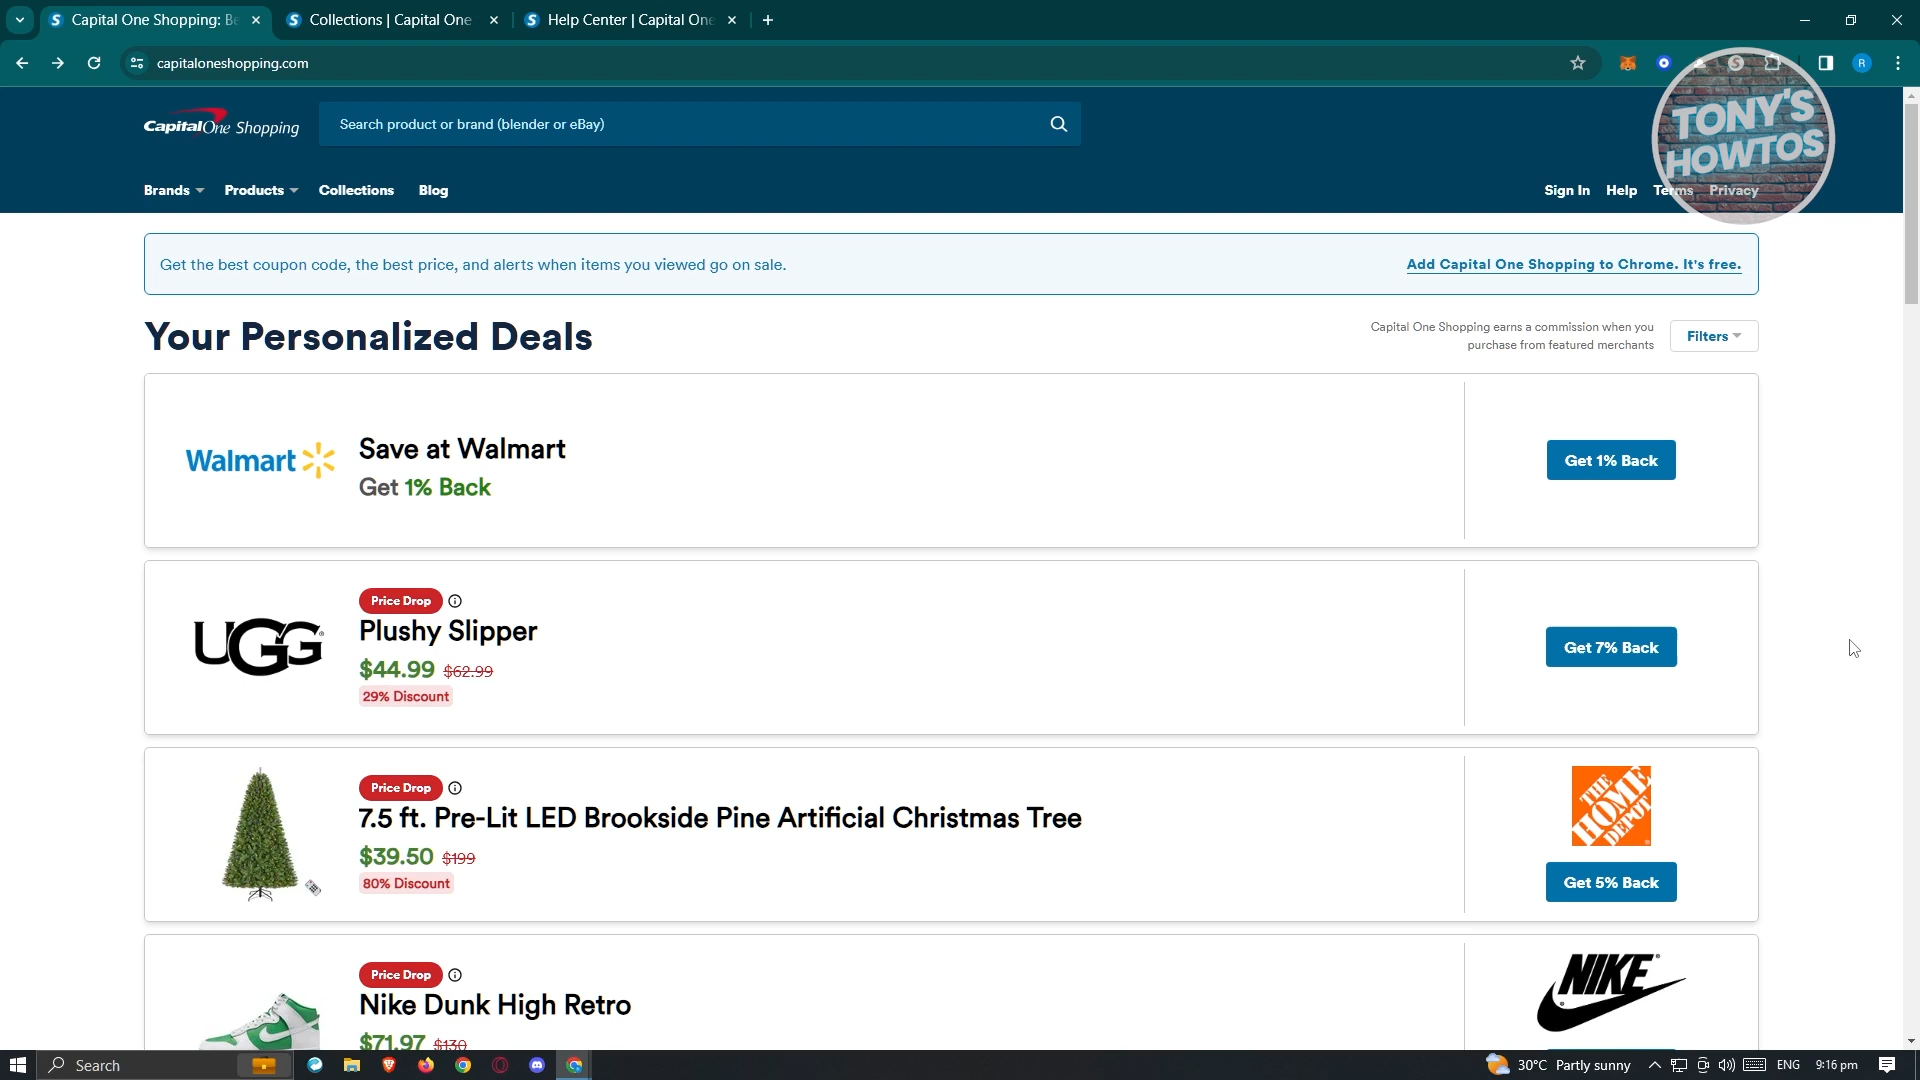 Capital One Shopping: Be
Collections | Capital One
Help Center | Capital One
capitaloneshopping.com
R
TONY'S
HOWTOS
CapitalOne Shopping
Search product or brand (blender or eBay)
Brands
Products
Collections
Blog
Sign In
Help
Terms
Privacy
Get the best coupon code, the best price, and alerts when items you viewed go on sale.
Add Capital One Shopping to Chrome. It's free.
Your Personalized Deals
Capital One Shopping earns a commission when you
purchase from featured merchants
Filters
Walmart
Save at Walmart
Get 1% Back
Get 1% Back
UGG
Price Drop
Plushy Slipper
$44.99 $62.99
29% Discount
Get 7% Back
Price Drop
7.5 ft. Pre-Lit LED Brookside Pine Artificial Christmas Tree
$39.50 $199
80% Discount
THE
HOME
DEPOT
Get 5% Back
Price Drop
Nike Dunk High Retro
$71.97 $130
NIKE
Search
30°C Partly sunny
ENG
9:16 pm